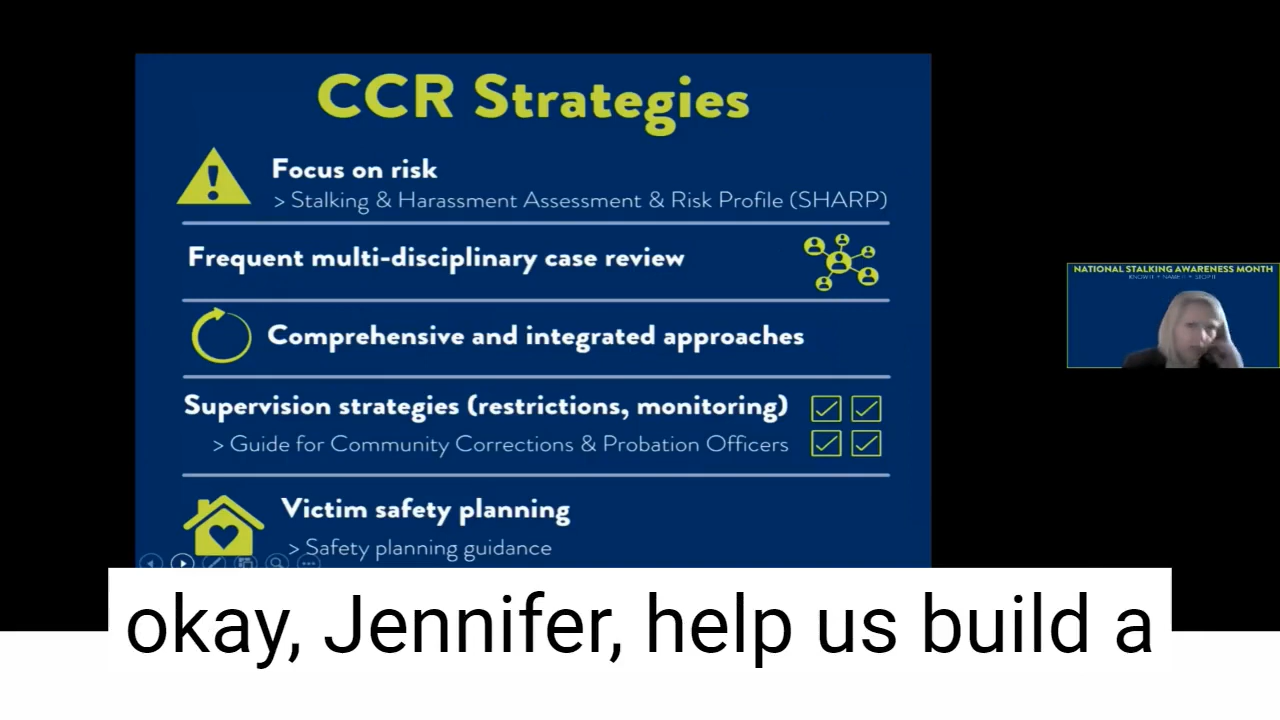 CCR Strategies
Focus on risk
> Stalking & Harassment Assessment & Risk Profile (SHARP)
Frequent multi-disciplinary case review
Comprehensive and integrated approaches
Supervision strategies (restrictions, monitoring)
> Guide for Community Corrections & Probation Officers
Victim safety planning
> Safety planning guidance
NATIONAL STALKING AWARENESS MONTH
okay, Jennifer, help us build a